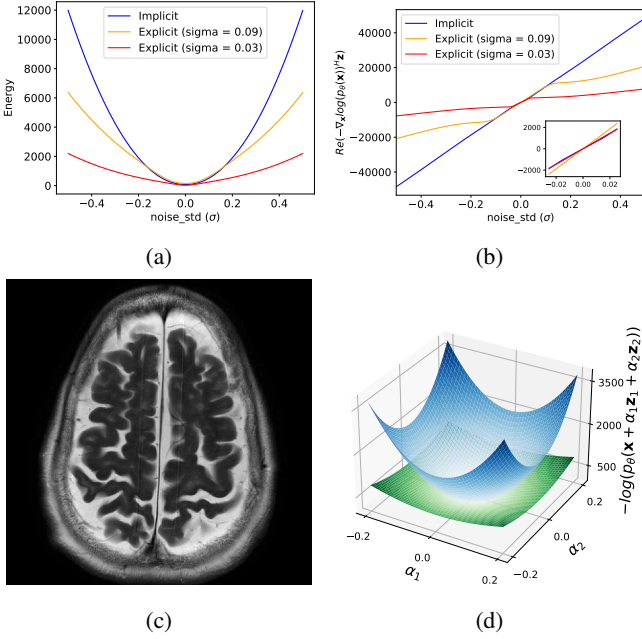 12000
10000
8000
6000
4000
2000
0
Energy
Implicit
Explicit (sigma = 0.09)
Explicit (sigma = 0.03)
−0.4 −0.2 0.0 0.2 0.4
noise_std (σ)
(a)
40000
20000
0
−20000
−40000
Re(−∇ₓlog(pθ(x))ᴴz)
Implicit
Explicit (sigma = 0.09)
Explicit (sigma = 0.03)
2000
0
−2000
−0.025 0.000 0.025
−0.4 −0.2 0.0 0.2 0.4
noise_std (σ)
(b)
(c)
−log(pθ(x + α₁z₁ + α₂z₂))
3500
2000
500
0.2
0.0
−0.2
α₂
−0.2 0.0 0.2
α₁
(d)